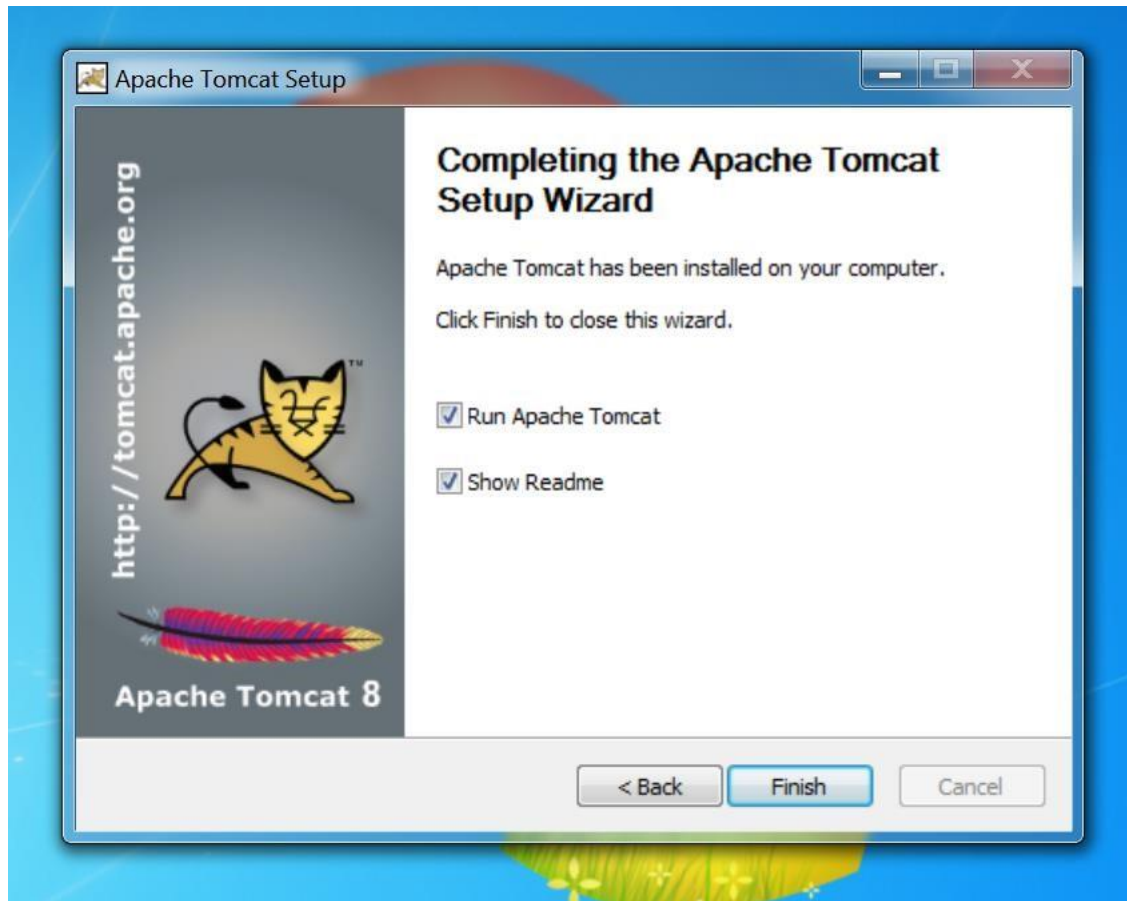 Apache Tomcat Setup
http://tomcat.apache.org
TM
Apache Tomcat 8
Completing the Apache Tomcat
Setup Wizard
Apache Tomcat has been installed on your computer.
Click Finish to close this wizard.
Run Apache Tomcat
Show Readme
< Back
Finish
Cancel